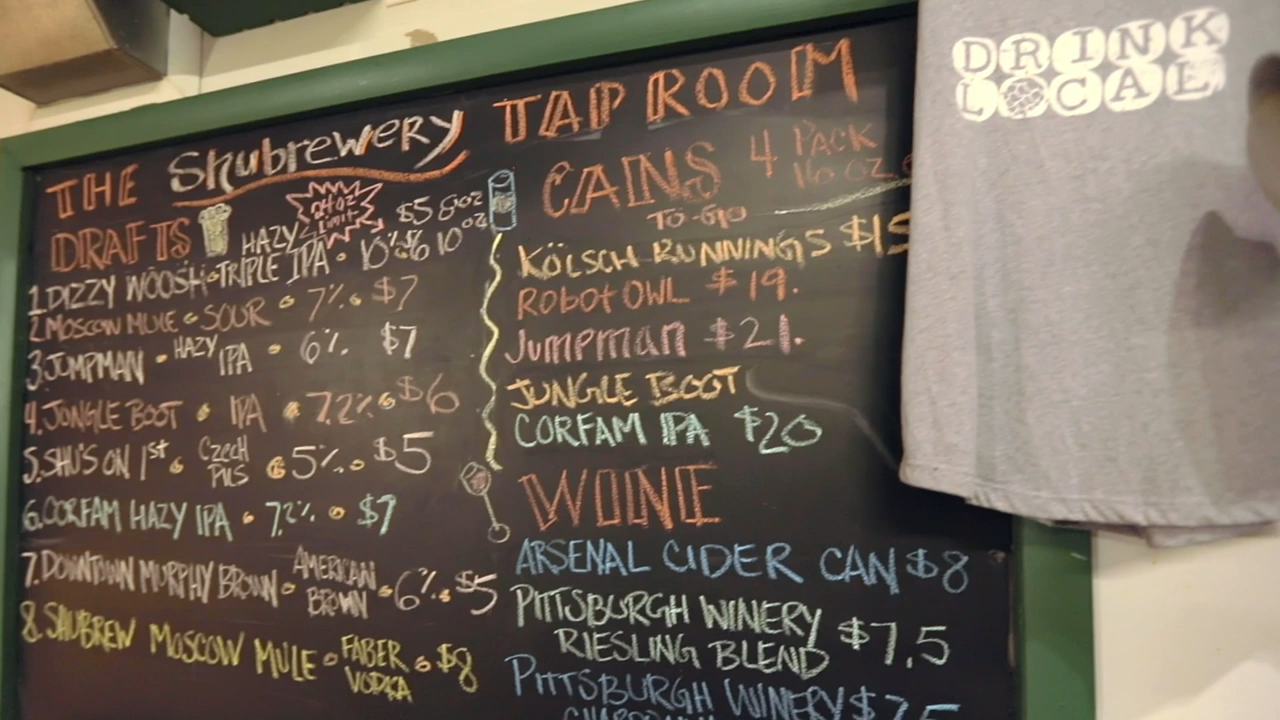 THE Shubrewery TAP ROOM
DRAFTS
24oz Limit
$5 8oz
1. DIZZY WOOSH • HAZY TRIPLE IPA • 10% $6 10oz
2. MOSCOW MULE • SOUR • 7% • $7
3. JUMPMAN • HAZY IPA • 6% $7
4. JUNGLE BOOT • IPA • 7.2% • $6
5. SHU'S ON 1st • CZECH PILS • 5% • $5
6. CORFAM HAZY IPA • 7.2% • $7
7. DOWNTOWN MURPHY BROWN • AMERICAN BROWN • 6% • $5
8. SHUBREW MOSCOW MULE • FABER VODKA • $8
CANS 4 PACK
16 OZ
TO-GO
KÖLSCH RUNNINGS $15
ROBOT OWL $19.
Jumpman $21.
JUNGLE BOOT
CORFAM IPA $20
WINE
ARSENAL CIDER CAN $8
PITTSBURGH WINERY
RIESLING BLEND $7.5
PITTSBURGH WINERY $7.5
DRINK
LOCAL